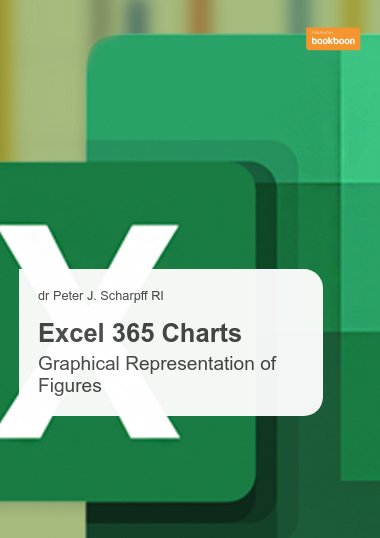 bookboon
dr Peter J. Scharpff RI
Excel 365 Charts
Graphical Representation of
Figures
X